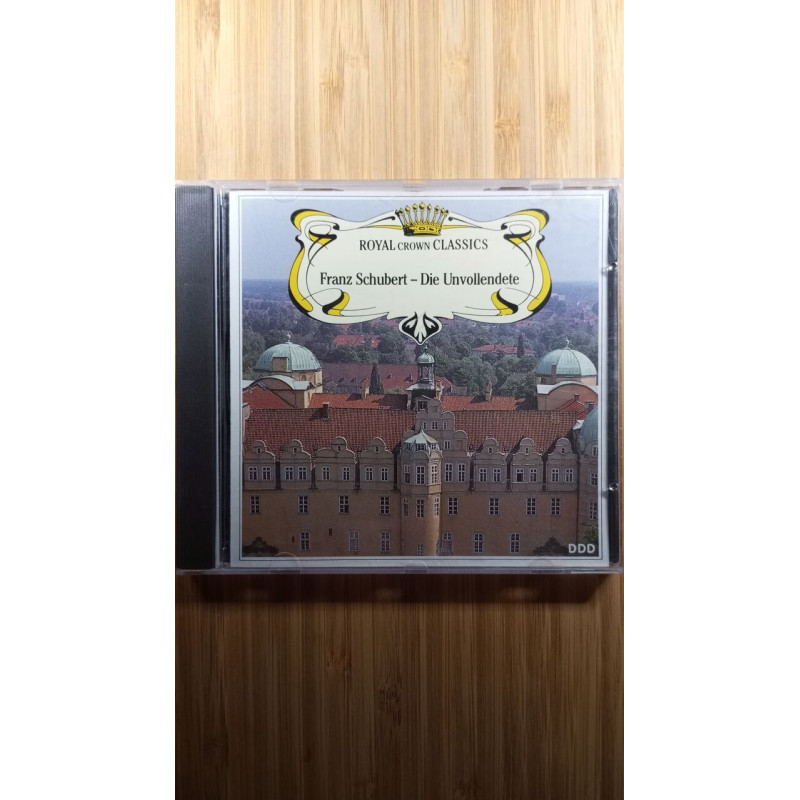 ROYAL CROWN CLASSICS
Franz Schubert – Die Unvollendete
DDD